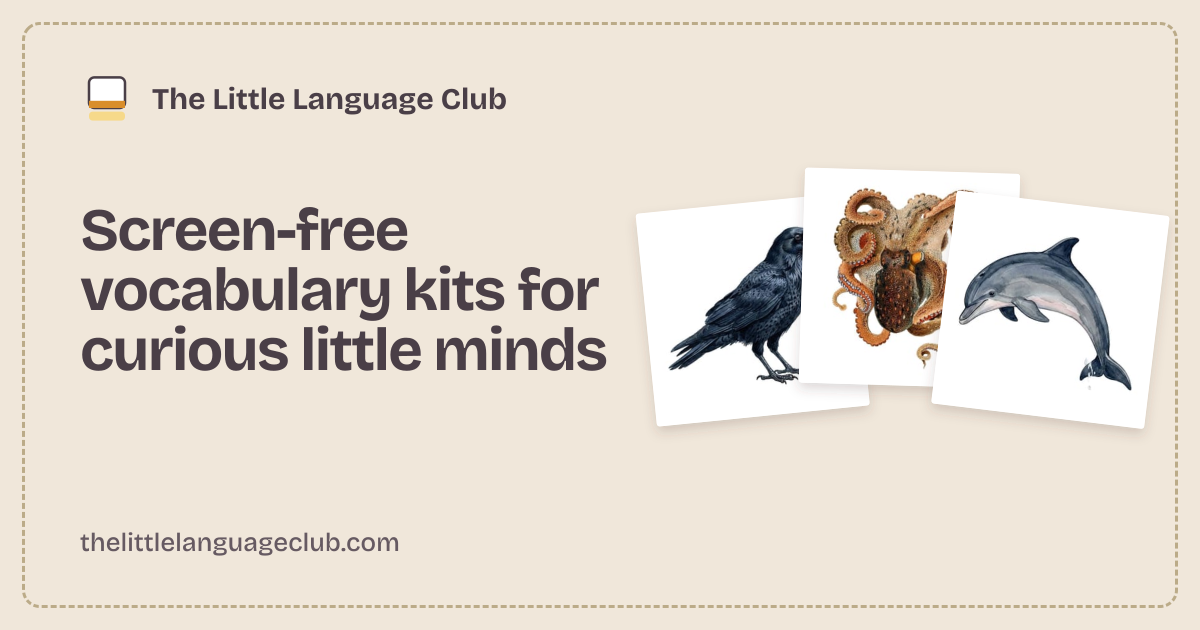 The Little Language Club
Screen-free
vocabulary kits for
curious little minds
thelittlelanguageclub.com